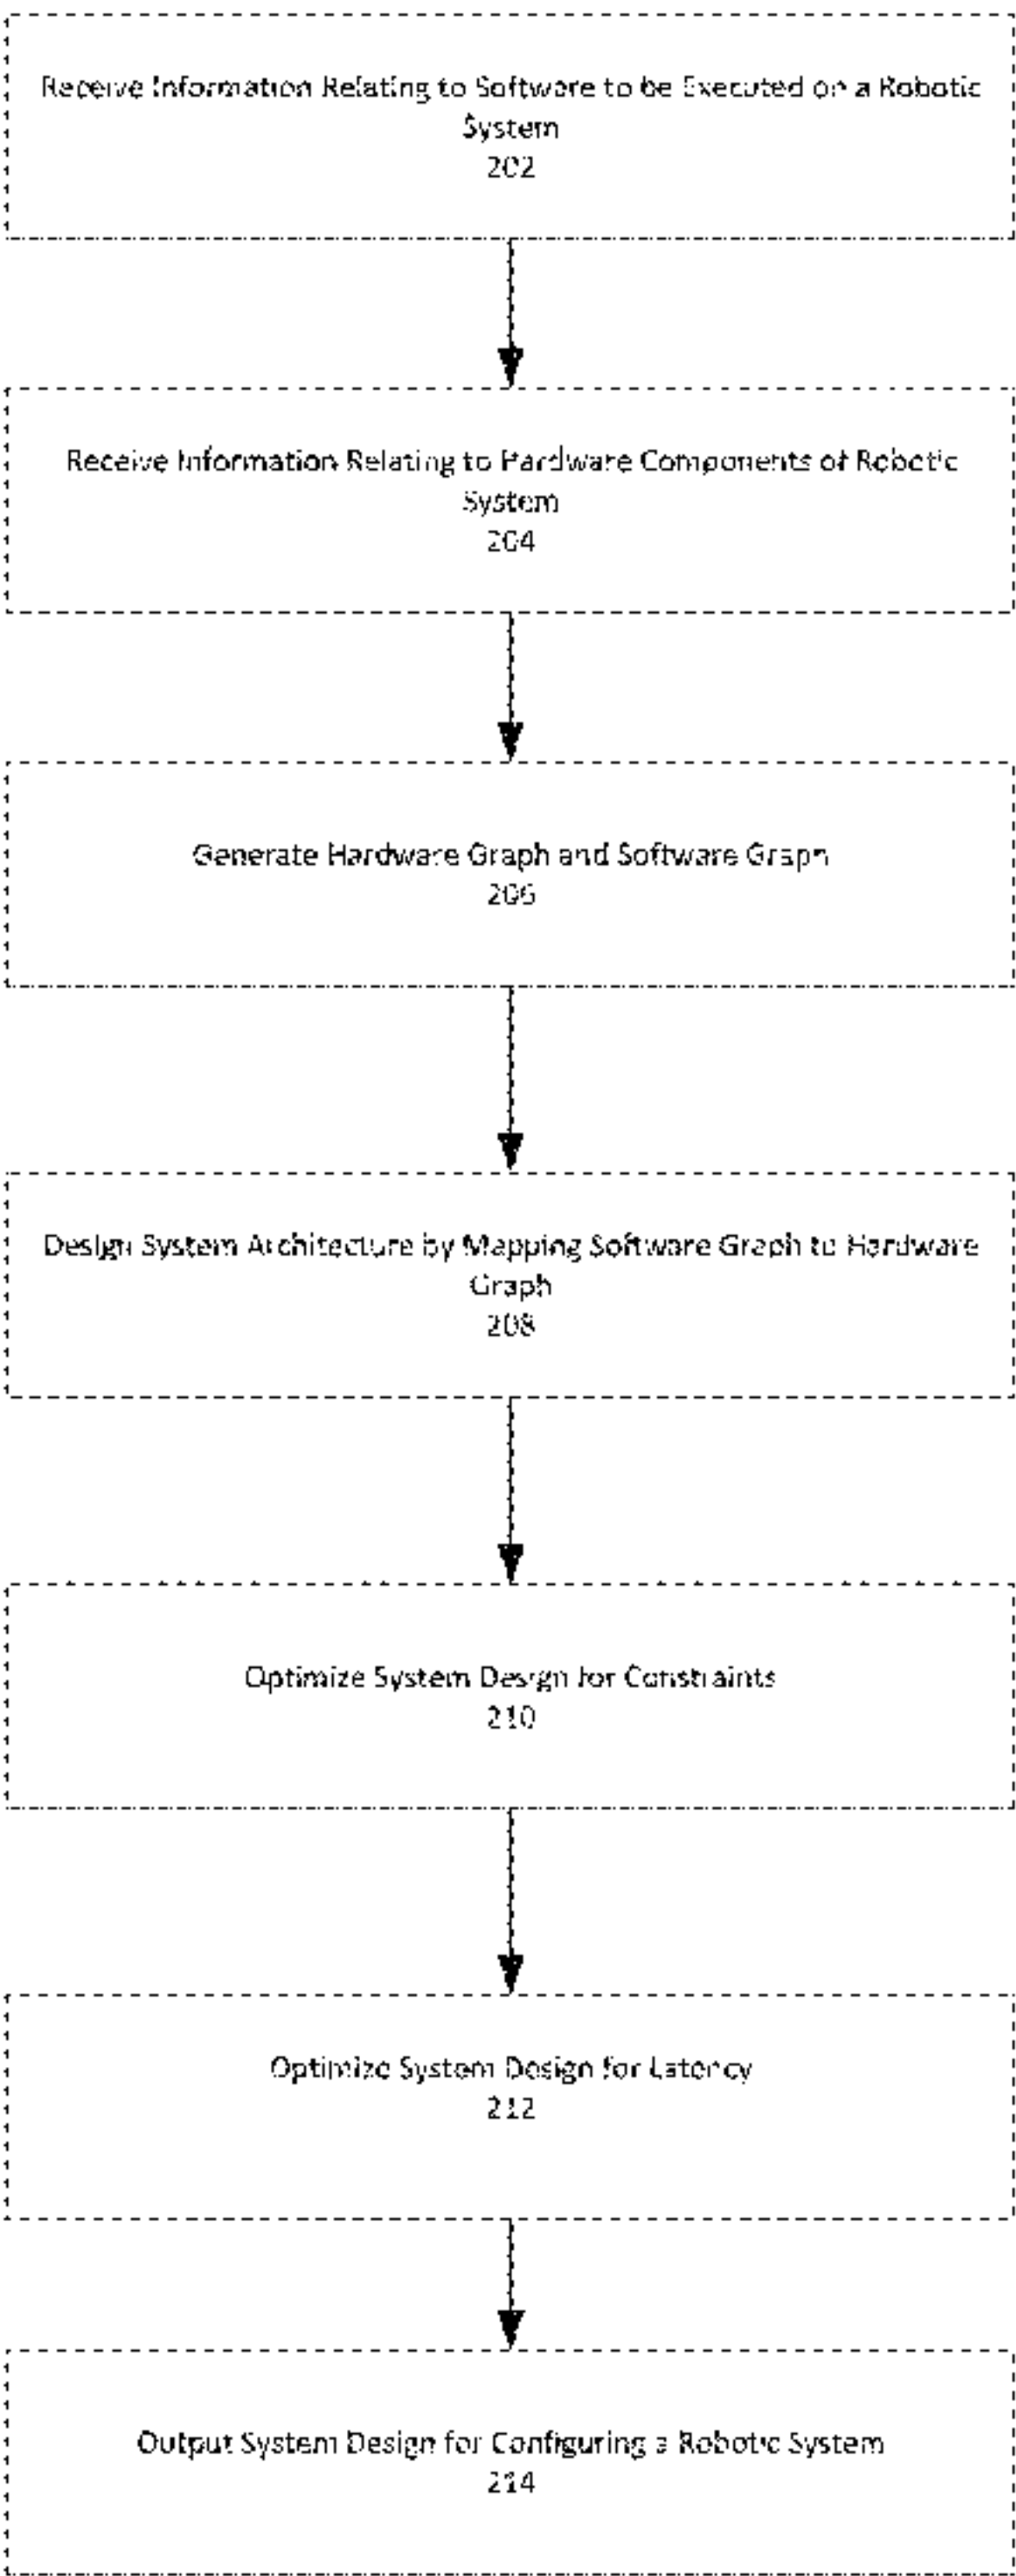 Receive Information Relating to Software to be Executed on a Robotic
System
202
Receive Information Relating to Hardware Components of Robotic
System
204
Generate Hardware Graph and Software Graph
206
Design System Architecture by Mapping Software Graph to Hardware
Graph
208
Optimize System Design for Constraints
210
Optimize System Design for Latency
212
Output System Design for Configuring a Robotic System
214